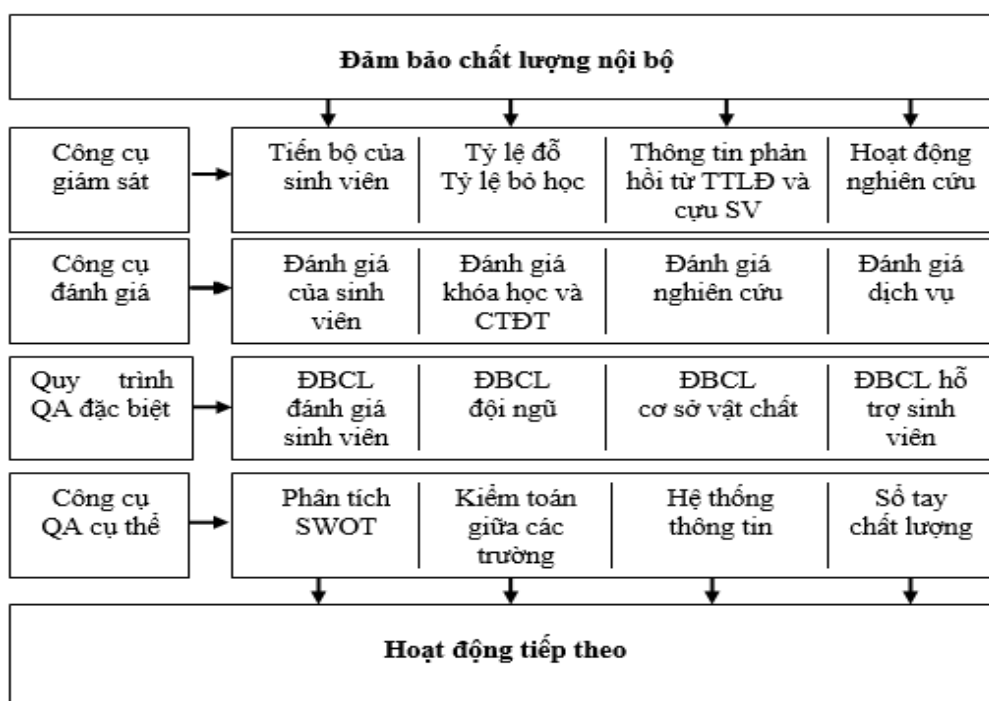 Đảm bảo chất lượng nội bộ
Công cụ
giám sát
Tiến bộ của
sinh viên
Tỷ lệ đỗ
Tỷ lệ bỏ học
Thông tin phản
hồi từ TTLĐ và
cựu SV
Hoạt động
nghiên cứu
Công cụ
đánh giá
Đánh giá
của sinh
viên
Đánh giá
khóa học và
CTĐT
Đánh giá
nghiên cứu
Đánh giá
dịch vụ
Quy trình
QA đặc biệt
ĐBCL
đánh giá
sinh viên
ĐBCL
đội ngũ
ĐBCL
cơ sở vật chất
ĐBCL hỗ
trợ sinh
viên
Công cụ
QA cụ thể
Phân tích
SWOT
Kiểm toán
giữa các
trường
Hệ thống
thông tin
Sổ tay
chất lượng
Hoạt động tiếp theo